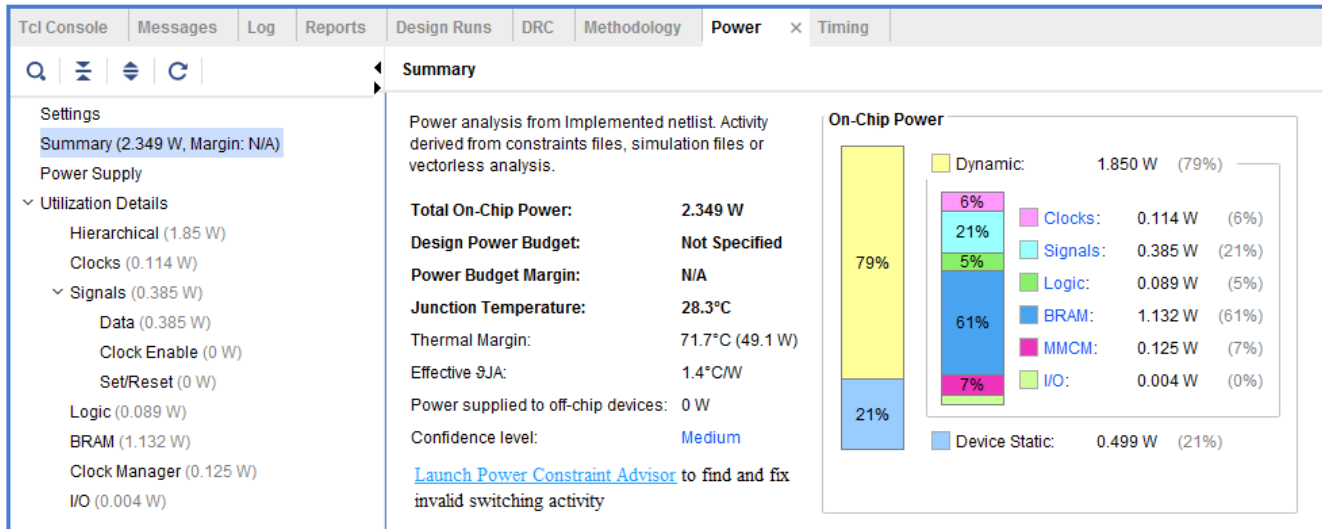 Tcl Console Messages Log Reports Design Runs DRC Methodology Power × Timing
Summary
Settings
Summary (2.349 W, Margin: N/A)
Power Supply
Utilization Details
Hierarchical (1.85 W)
Clocks (0.114 W)
Signals (0.385 W)
Data (0.385 W)
Clock Enable (0 W)
Set/Reset (0 W)
Logic (0.089 W)
BRAM (1.132 W)
Clock Manager (0.125 W)
I/O (0.004 W)
Power analysis from Implemented netlist. Activity
derived from constraints files, simulation files or
vectorless analysis.
Total On-Chip Power: 2.349 W
Design Power Budget: Not Specified
Power Budget Margin: N/A
Junction Temperature: 28.3°C
Thermal Margin: 71.7°C (49.1 W)
Effective ϑJA: 1.4°C/W
Power supplied to off-chip devices: 0 W
Confidence level: Medium
Launch Power Constraint Advisor to find and fix
invalid switching activity
On-Chip Power
79%
21%
Dynamic: 1.850 W (79%)
6%
21%
5%
61%
7%
Clocks: 0.114 W (6%)
Signals: 0.385 W (21%)
Logic: 0.089 W (5%)
BRAM: 1.132 W (61%)
MMCM: 0.125 W (7%)
I/O: 0.004 W (0%)
Device Static: 0.499 W (21%)